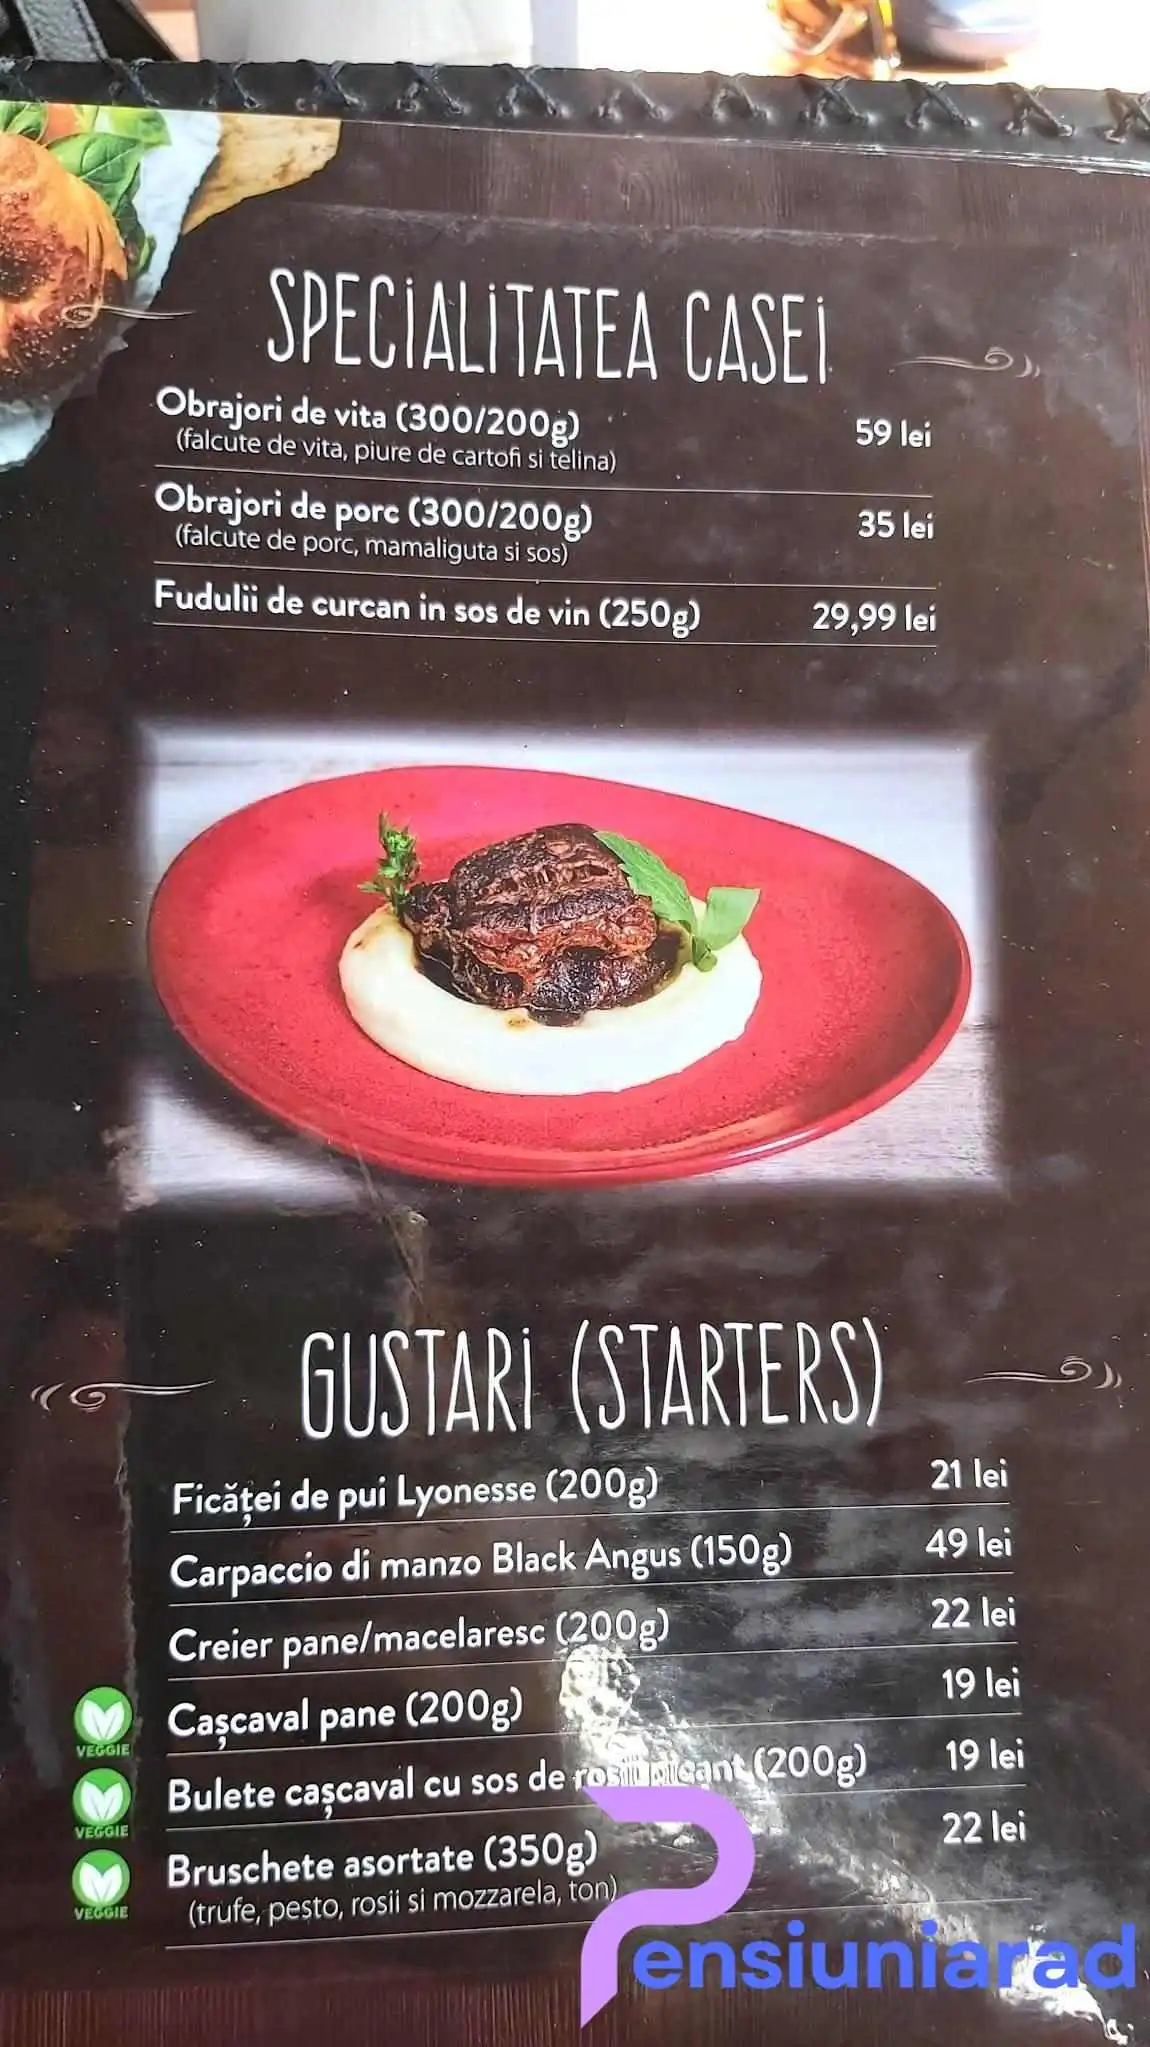 SPECIALITATEA CASEI
Obrajori de vita (300/200g) 59 lei
(falcute de vita, piure de cartofi si telina)
Obrajori de porc (300/200g) 35 lei
(falcute de porc, mamaliguta si sos)
Fudulii de curcan in sos de vin (250g) 29,99 lei
GUSTARI (STARTERS)
Ficăței de pui Lyonesse (200g) 21 lei
Carpaccio di manzo Black Angus (150g) 49 lei
Creier pane/macelaresc (200g) 22 lei
VEGGIE Cașcaval pane (200g) 19 lei
VEGGIE Bulete cașcaval cu sos de (200g) 19 lei
VEGGIE Bruschete asortate (350g) 22 lei
(trufe, pesto, rosii si mozzarela, ton)
Pensiuniarad